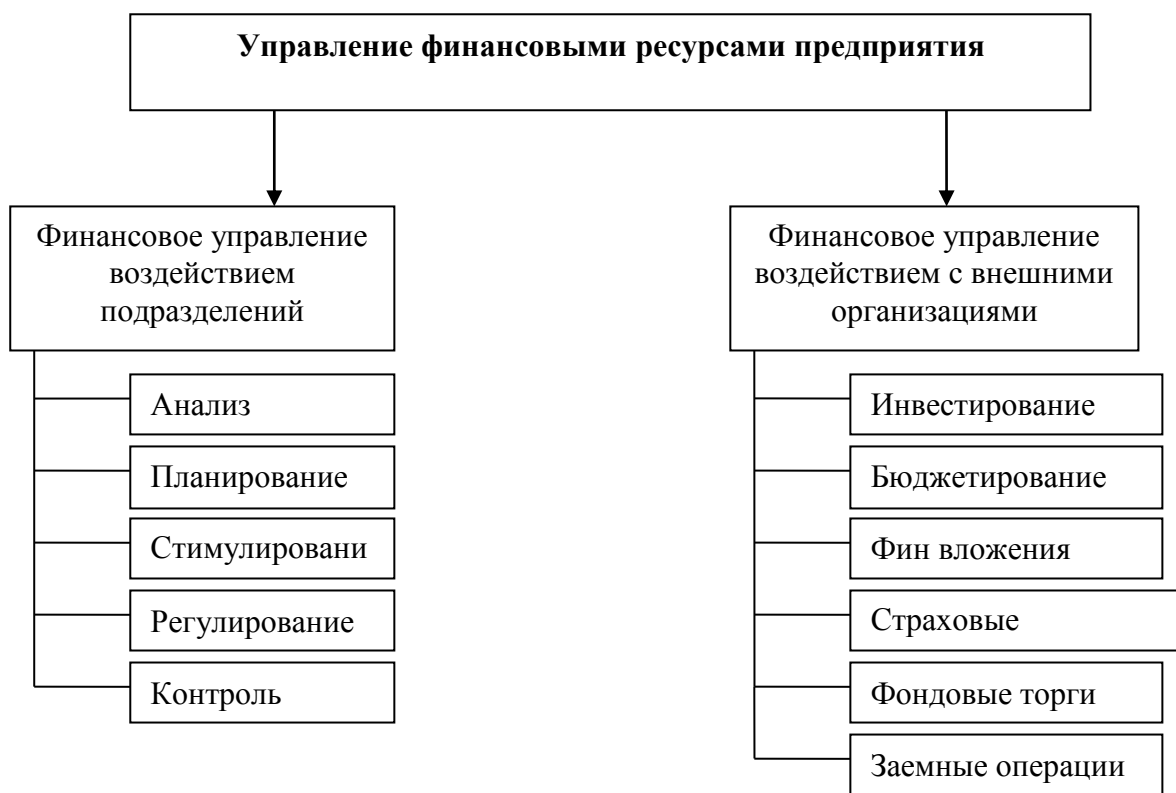 Управление финансовыми ресурсами предприятия
Финансовое управление
воздействием
подразделений
Анализ
Планирование
Стимулировани
Регулирование
Контроль
Финансовое управление
воздействием с внешними
организациями
Инвестирование
Бюджетирование
Фин вложения
Страховые
Фондовые торги
Заемные операции